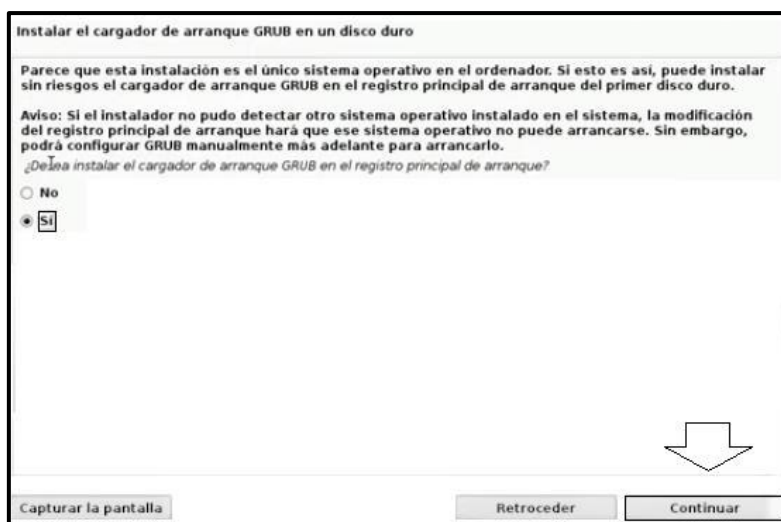 Instalar el cargador de arranque GRUB en un disco duro
Parece que esta instalación es el único sistema operativo en el ordenador. Si esto es así, puede instalar
sin riesgos el cargador de arranque GRUB en el registro principal de arranque del primer disco duro.
Aviso: Si el instalador no pudo detectar otro sistema operativo instalado en el sistema, la modificación
del registro principal de arranque hará que ese sistema operativo no puede arrancarse. Sin embargo,
podrá configurar GRUB manualmente más adelante para arrancarlo.
¿Desea instalar el cargador de arranque GRUB en el registro principal de arranque?
No
Sí
Capturar la pantalla
Retroceder
Continuar